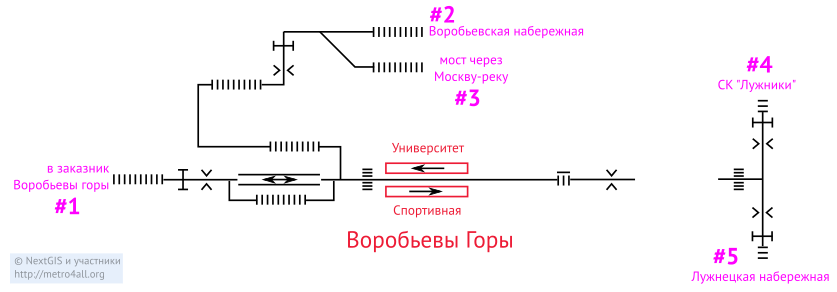 #2
Воробьевская набережная
мост через
Москву-реку
#3
#4
СК "Лужники"
Университет
в заказник
Воробьевы горы
#1
Спортивная
Воробьевы Горы
#5
Лужнецкая набережная
© NextGIS и участники
http://metro4all.org